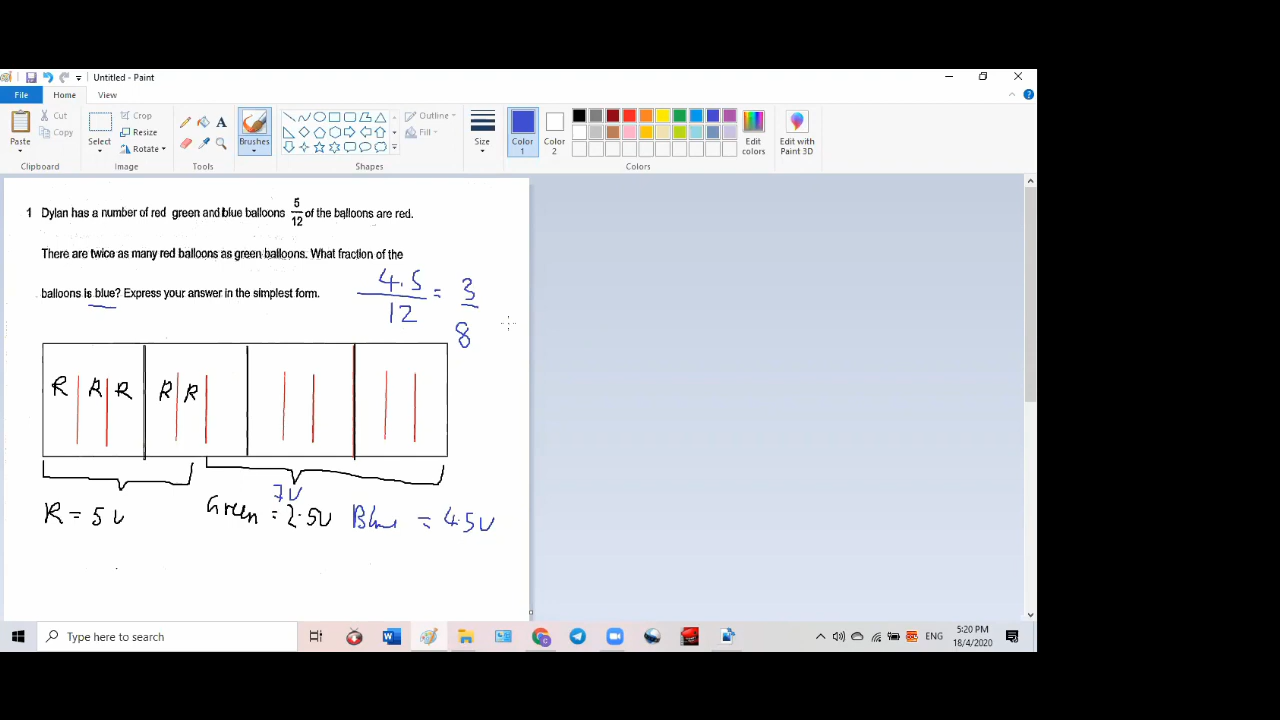 Untitled - Paint
File Home View
Cut
Copy
Paste
Clipboard
Crop
Resize
Rotate
Select
Image
Tools
Brushes
Outline
Fill
Shapes
Size
Color 1
Color 2
Edit colors
Colors
Edit with Paint 3D
1 Dylan has a number of red green and blue balloons 5/12 of the balloons are red.
There are twice as many red balloons as green balloons. What fraction of the
balloons is blue? Express your answer in the simplest form.
4.5/12 = 3/8
R R R R R
7U
R = 5U Green = 2.5U Blue = 4.5U
Type here to search
ENG
5:20 PM
18/4/2020